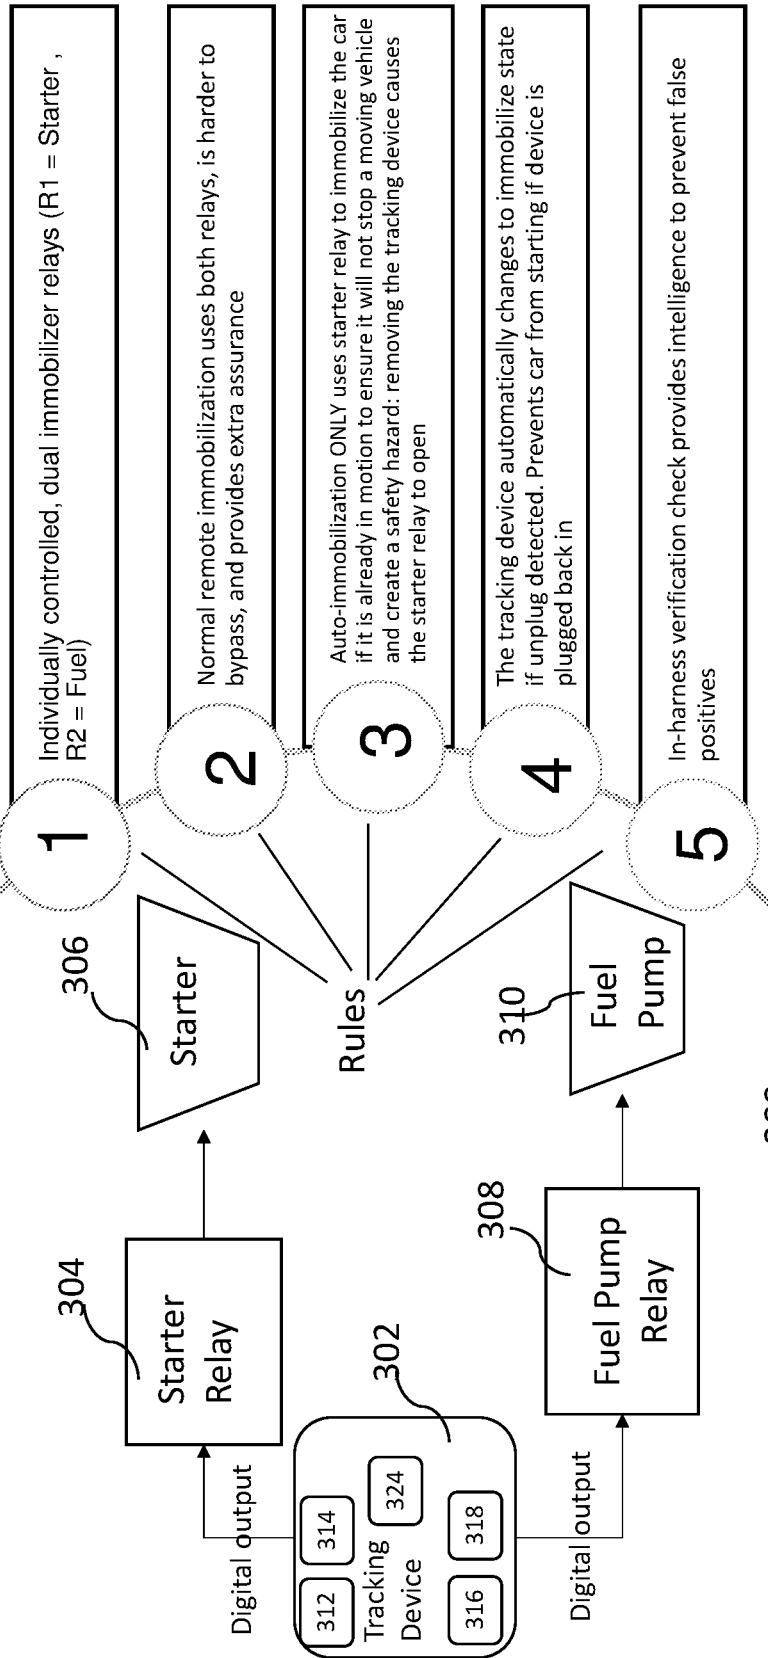 Digital output
312
314
Tracking
Device
324
316
318
302
Digital output
304
Starter
Relay
306
Starter
308
Fuel Pump
Relay
310
Fuel
Pump
Rules
1
Individually controlled, dual immobilizer relays (R1 = Starter ,
R2 = Fuel)
2
Normal remote immobilization uses both relays, is harder to
bypass, and provides extra assurance
3
Auto-immobilization ONLY uses starter relay to immobilize the car
if it is already in motion to ensure it will not stop a moving vehicle
and create a safety hazard: removing the tracking device causes
the starter relay to open
4
The tracking device automatically changes to immobilize state
if unplug detected. Prevents car from starting if device is
plugged back in
5
In-harness verification check provides intelligence to prevent false
positives